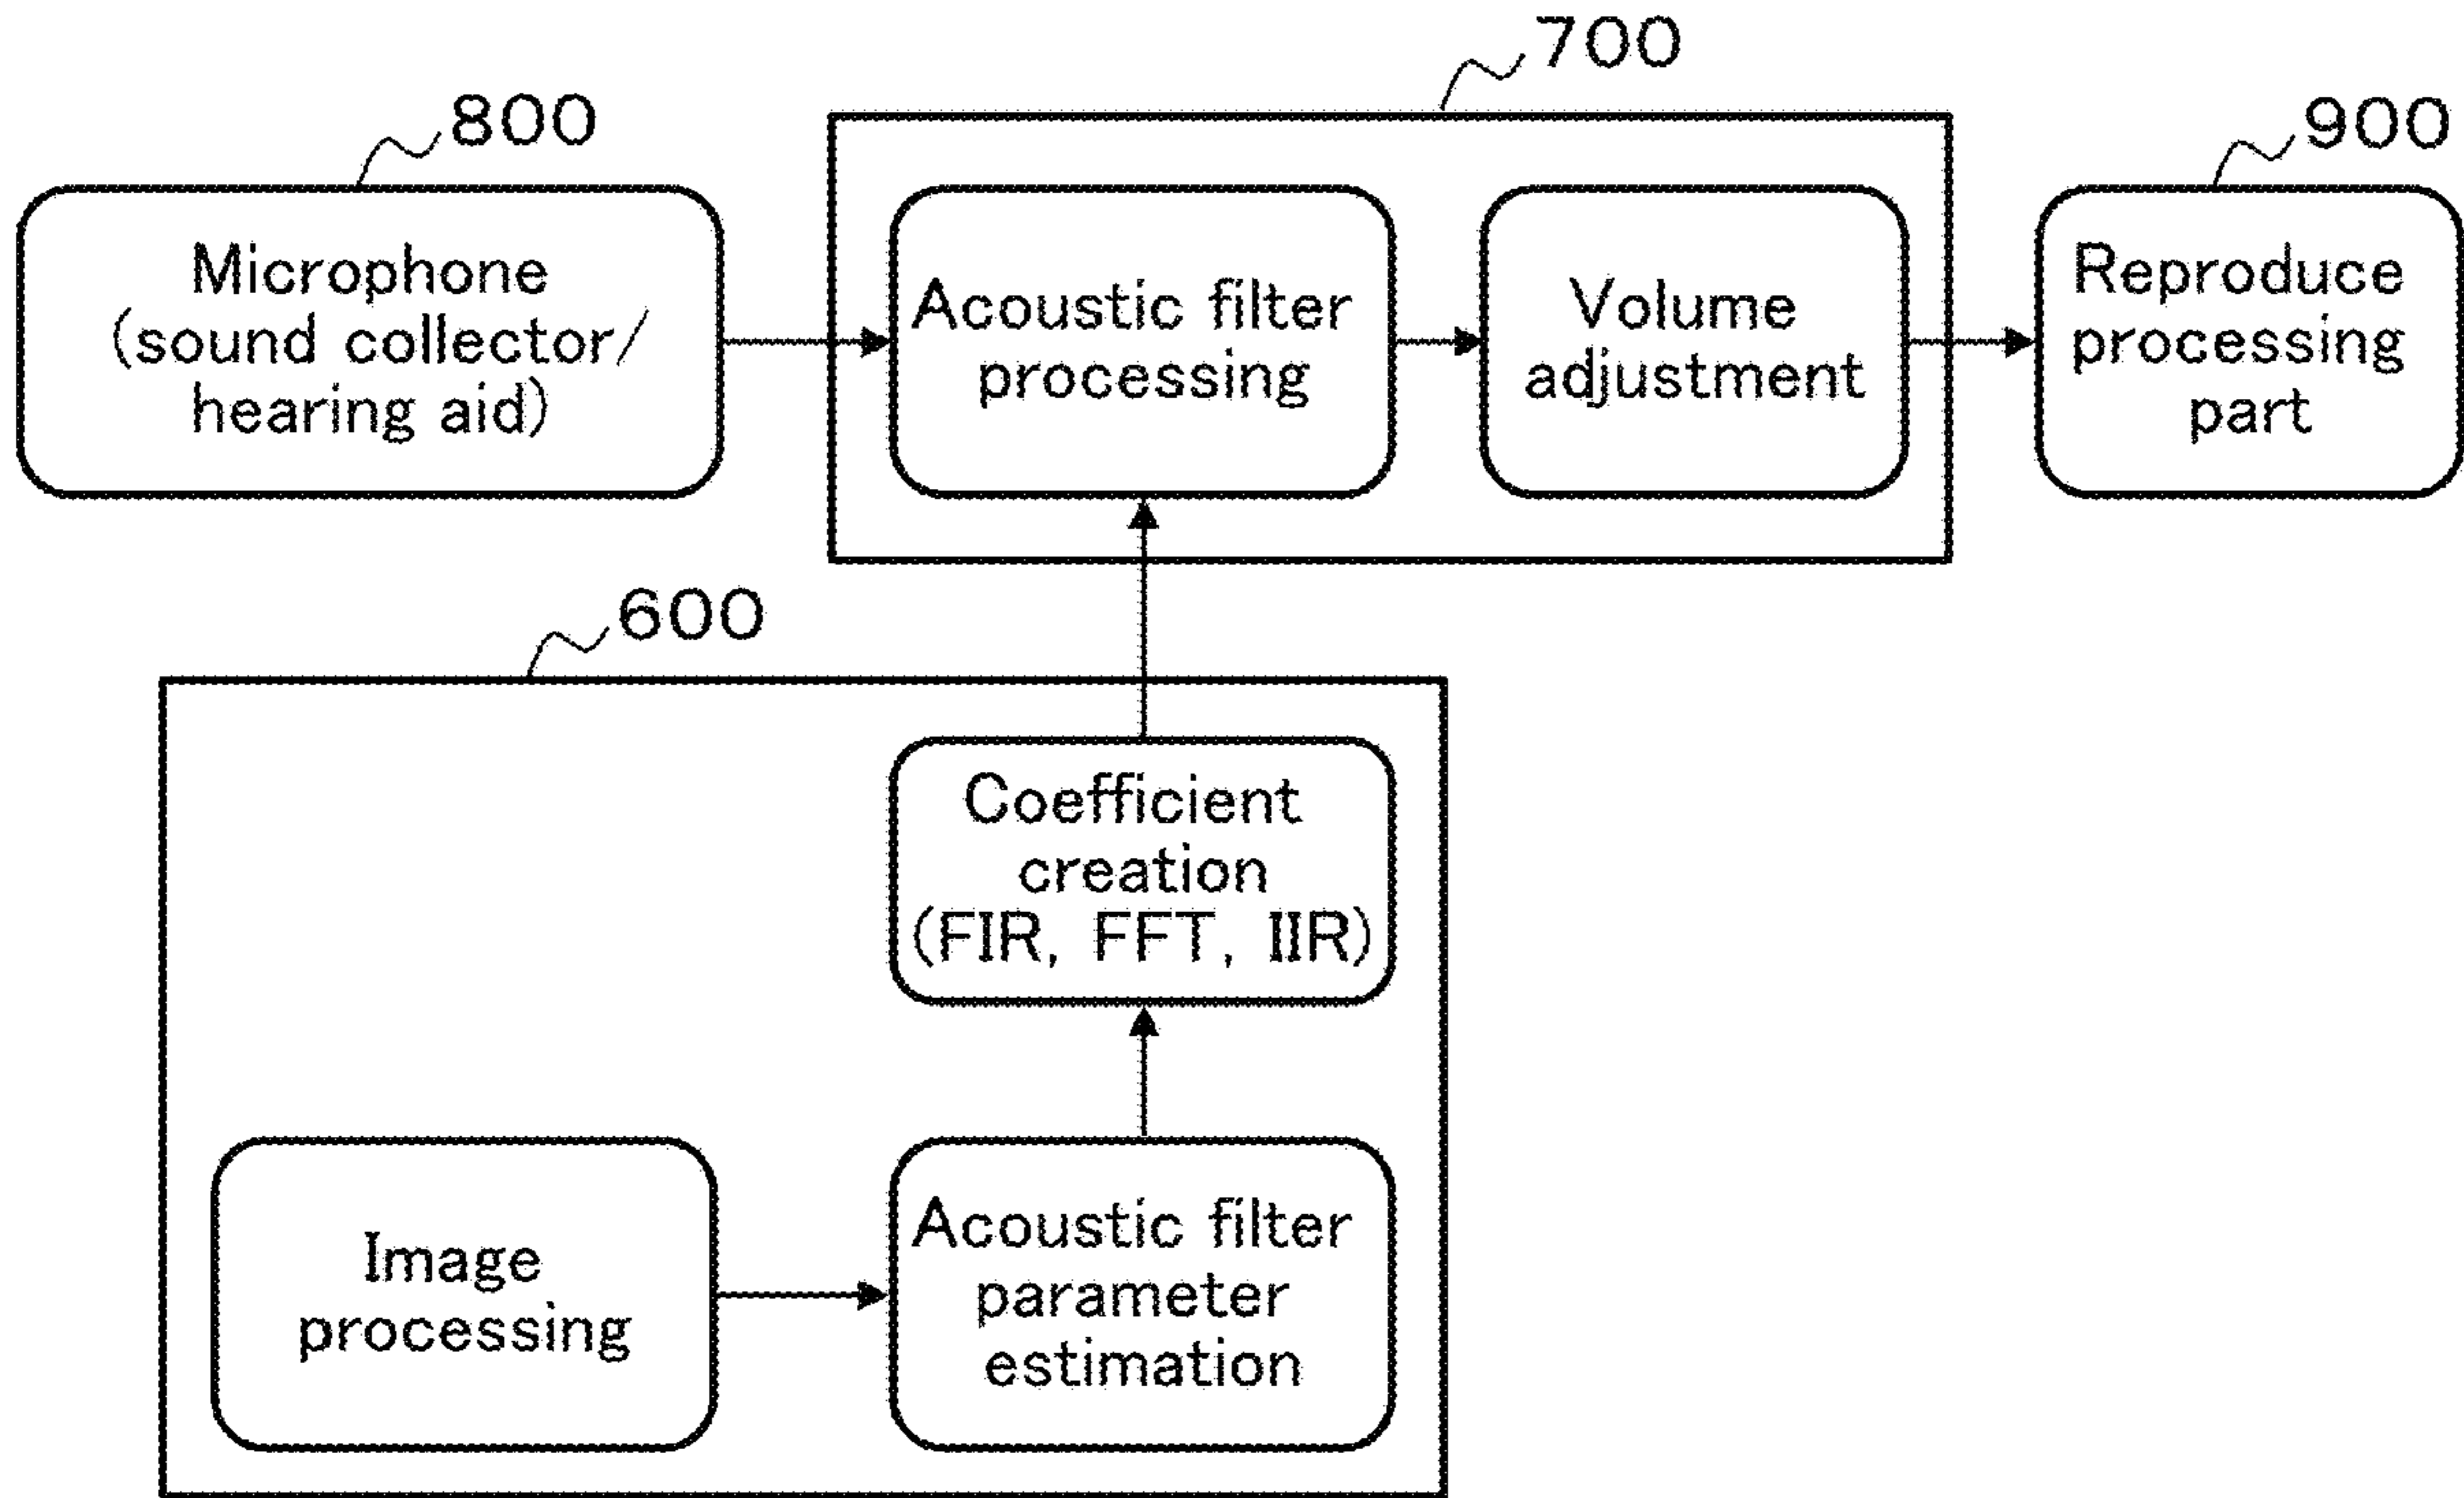 700
800
900
Microphone
(sound collector/
hearing aid)
Acoustic filter
processing
Volume
adjustment
Reproduce
processing
part
600
Coefficient
creation
(FIR, FFT, IIR)
Image
processing
Acoustic filter
parameter
estimation